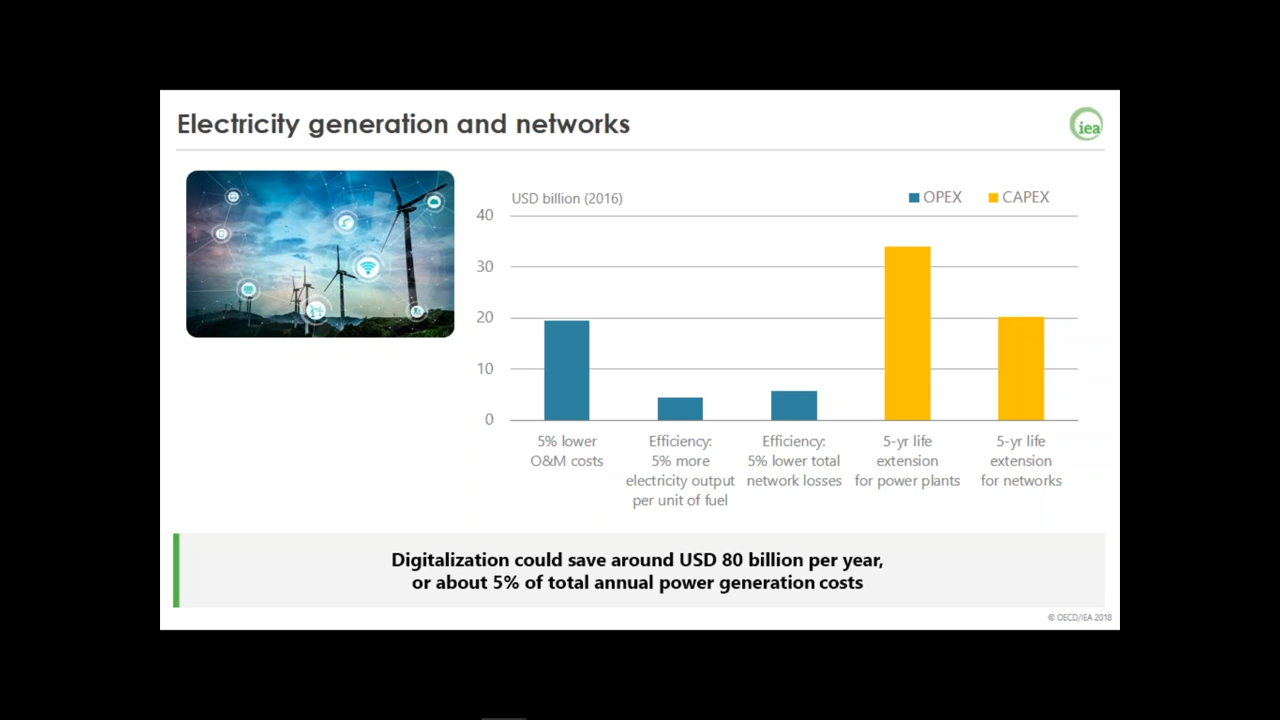 Electricity generation and networks
iea
USD billion (2016)
OPEX
CAPEX
40
30
20
10
0
5% lower
O&M costs
Efficiency:
5% more
electricity output
per unit of fuel
Efficiency:
5% lower total
network losses
5-yr life
extension
for power plants
5-yr life
extension
for networks
Digitalization could save around USD 80 billion per year,
or about 5% of total annual power generation costs
© OECD/IEA 2018